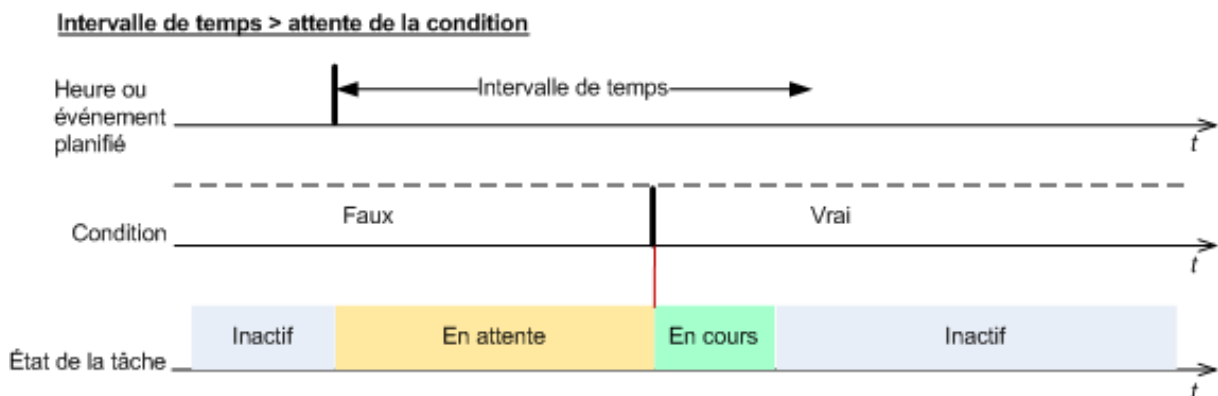 Intervalle de temps > attente de la condition
Heure ou
événement
planifié
Intervalle de temps
t
Condition
Faux
Vrai
t
État de la tâche
Inactif
En attente
En cours
Inactif
t